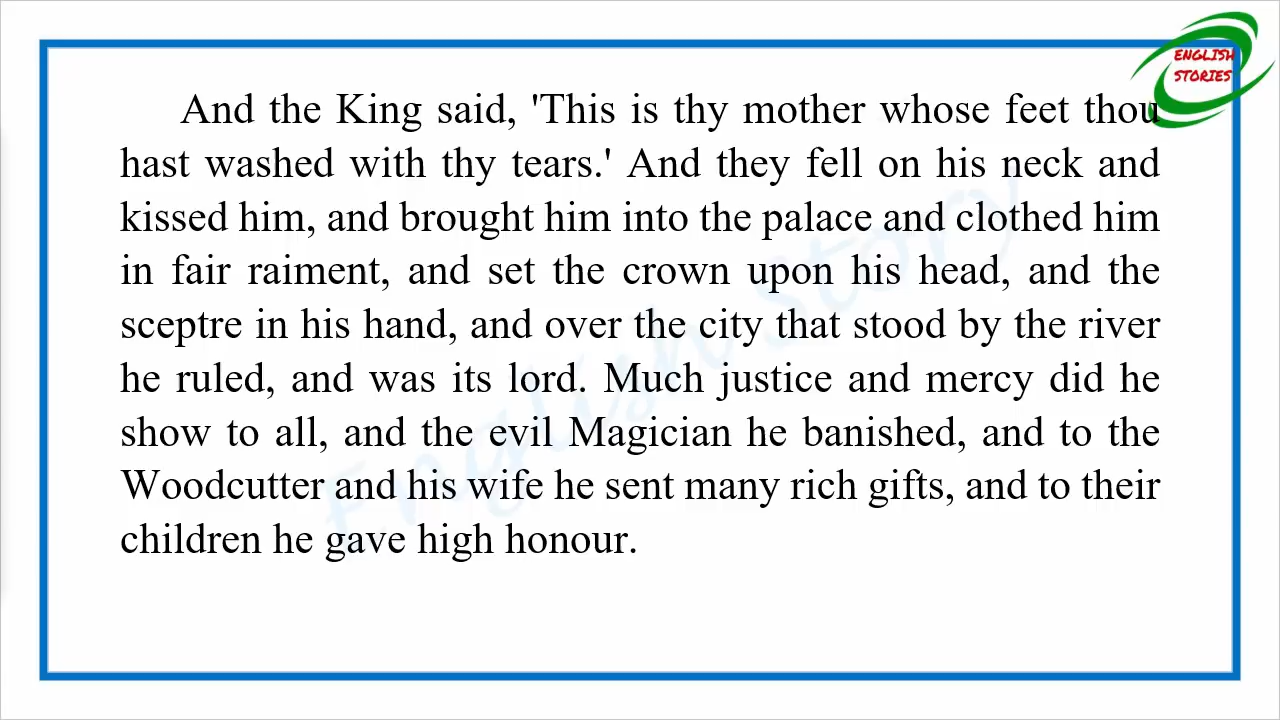 ENGLISH
STORIES
And the King said, 'This is thy mother whose feet thou
hast washed with thy tears.' And they fell on his neck and
kissed him, and brought him into the palace and clothed him
in fair raiment, and set the crown upon his head, and the
sceptre in his hand, and over the city that stood by the river
he ruled, and was its lord. Much justice and mercy did he
show to all, and the evil Magician he banished, and to the
Woodcutter and his wife he sent many rich gifts, and to their
children he gave high honour.
English Story